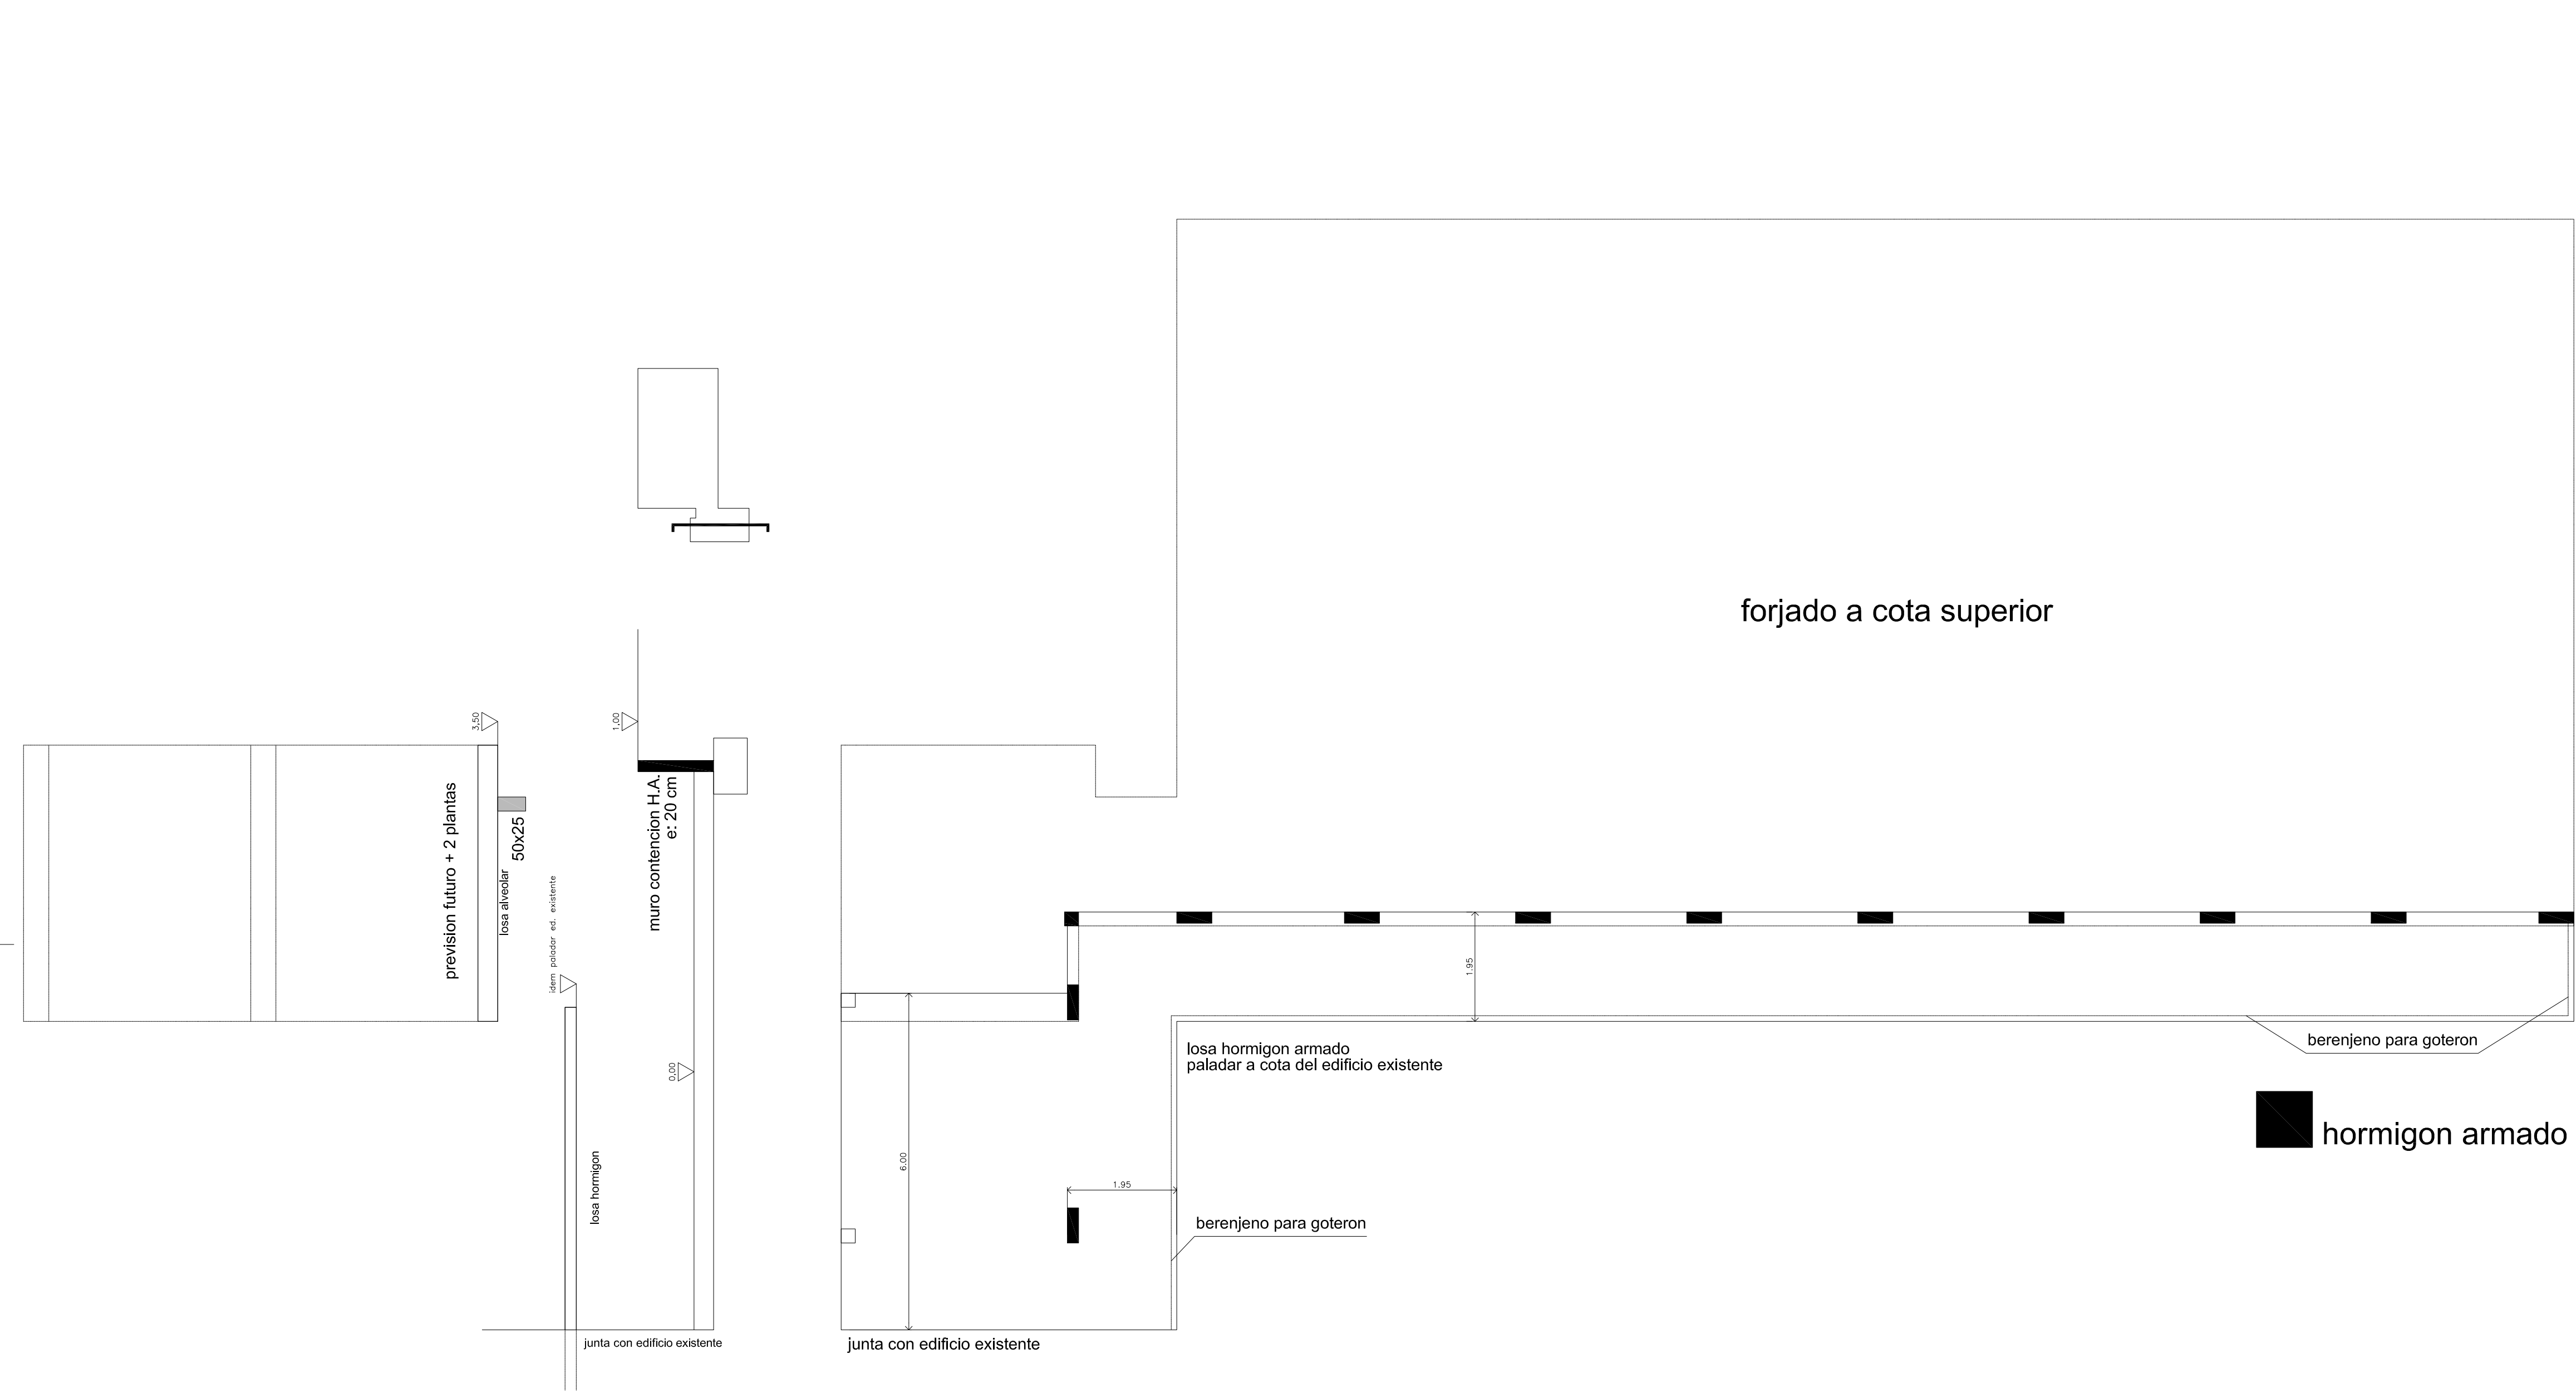 forjado a cota superior
3,50
1.00
prevision futuro + 2 plantas
50x25
losa alveolar
idem paladar ed. existente
muro contencion H.A.
e: 20 cm
0,00
losa hormigon
junta con edificio existente
6.00
1.95
1.95
losa hormigon armado
paladar a cota del edificio existente
berenjeno para goteron
berenjeno para goteron
hormigon armado
junta con edificio existente